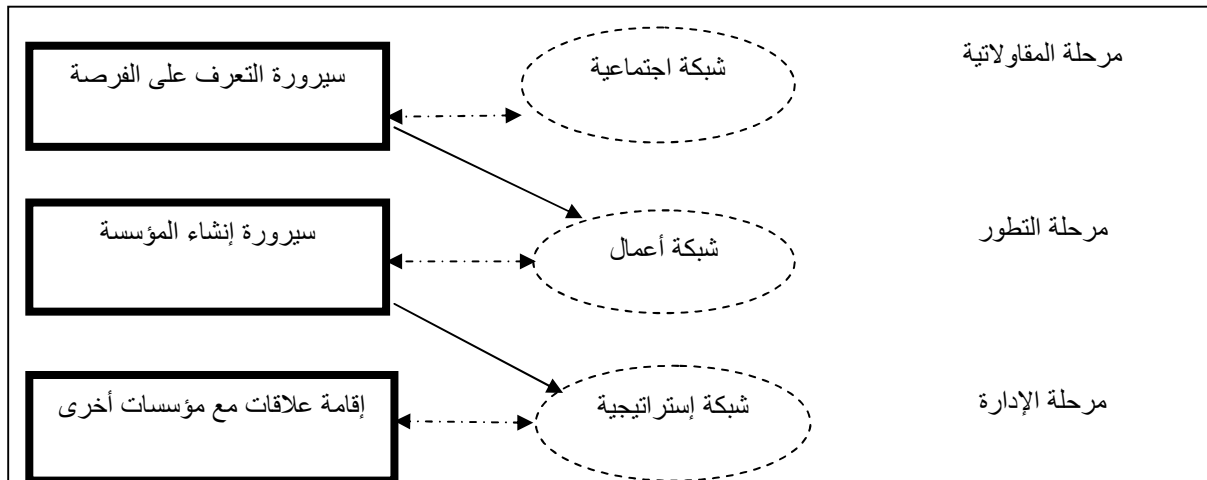 مرحلة المقاولاتية
شبكة اجتماعية
سيرورة التعرف على الفرصة
مرحلة التطور
شبكة أعمال
سيرورة إنشاء المؤسسة
مرحلة الإدارة
شبكة إستراتيجية
إقامة علاقات مع مؤسسات أخرى